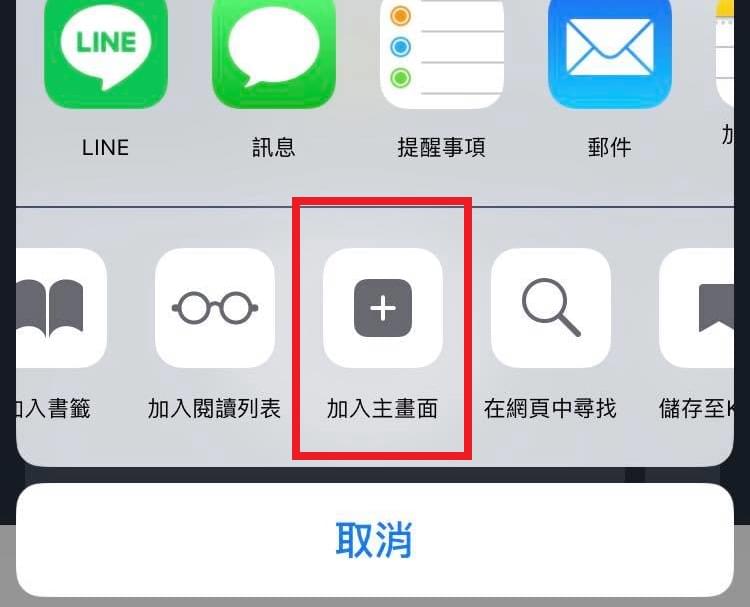 LINE
LINE
訊息
提醒事項
郵件
加
加入書籤
加入閱讀列表
加入主畫面
在網頁中尋找
儲存至K
取消